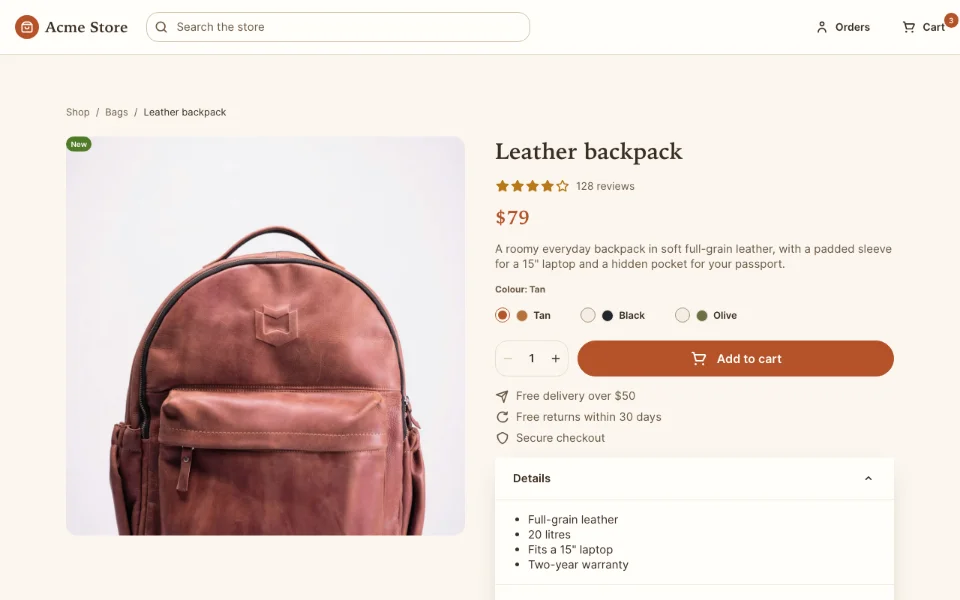 Acme Store
Search the store
Orders
Cart
3
Shop / Bags / Leather backpack
New
Leather backpack
128 reviews
$79
A roomy everyday backpack in soft full-grain leather, with a padded sleeve
for a 15" laptop and a hidden pocket for your passport.
Colour: Tan
Tan
Black
Olive
1
Add to cart
Free delivery over $50
Free returns within 30 days
Secure checkout
Details
Full-grain leather
20 litres
Fits a 15" laptop
Two-year warranty